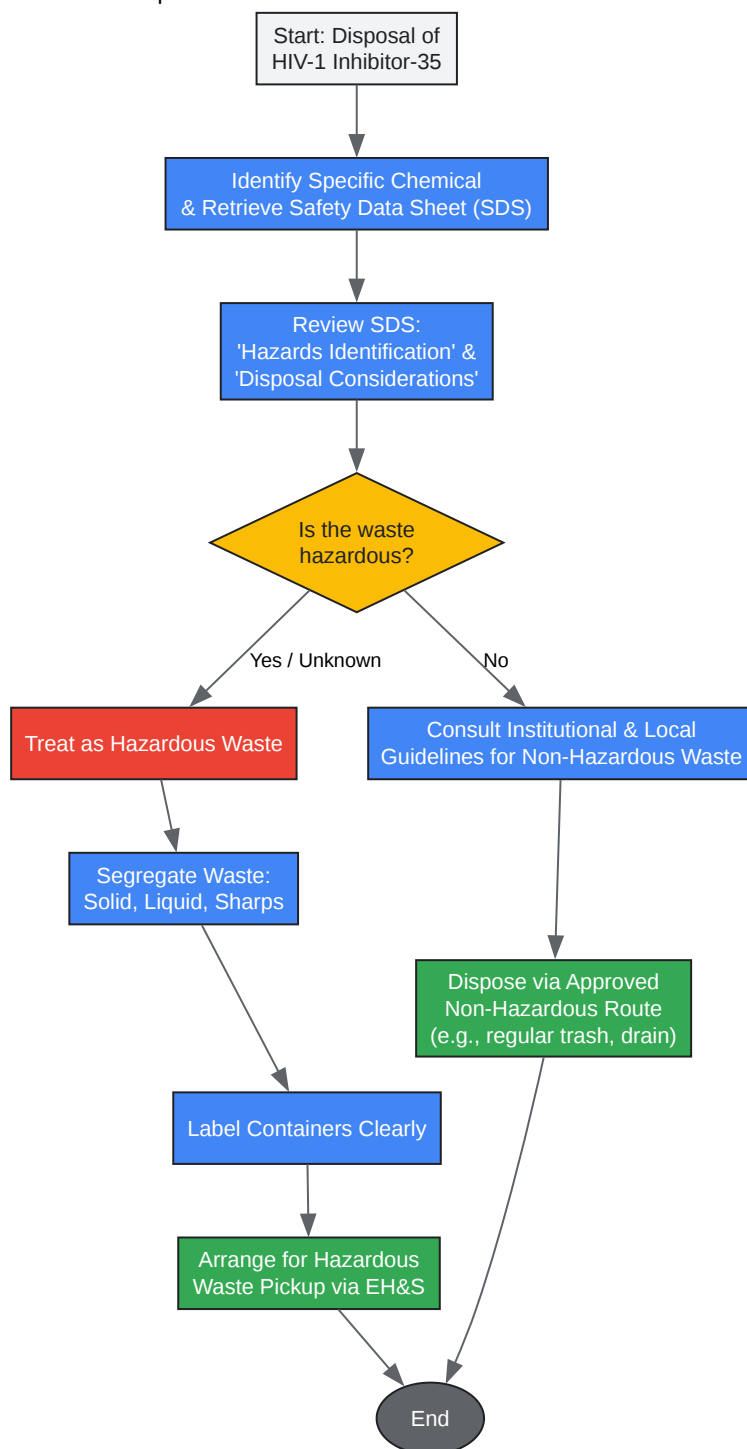 Start: Disposal of
HIV-1 Inhibitor-35
Identify Specific Chemical
& Retrieve Safety Data Sheet (SDS)
Review SDS:
'Hazards Identification' &
'Disposal Considerations'
Is the waste
hazardous?
Yes / Unknown
No
Treat as Hazardous Waste
Consult Institutional & Local
Guidelines for Non-Hazardous Waste
Segregate Waste:
Solid, Liquid, Sharps
Dispose via Approved
Non-Hazardous Route
(e.g., regular trash, drain)
Label Containers Clearly
Arrange for Hazardous
Waste Pickup via EH&S
End